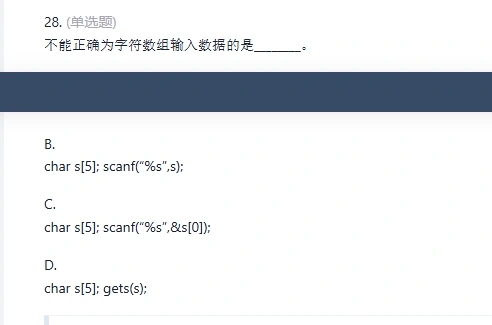 28. (单选题)
不能正确为字符数组输入数据的是_______。
B.
char s[5]; scanf(“%s”,s);
C.
char s[5]; scanf(“%s”,&s[0]);
D.
char s[5]; gets(s);